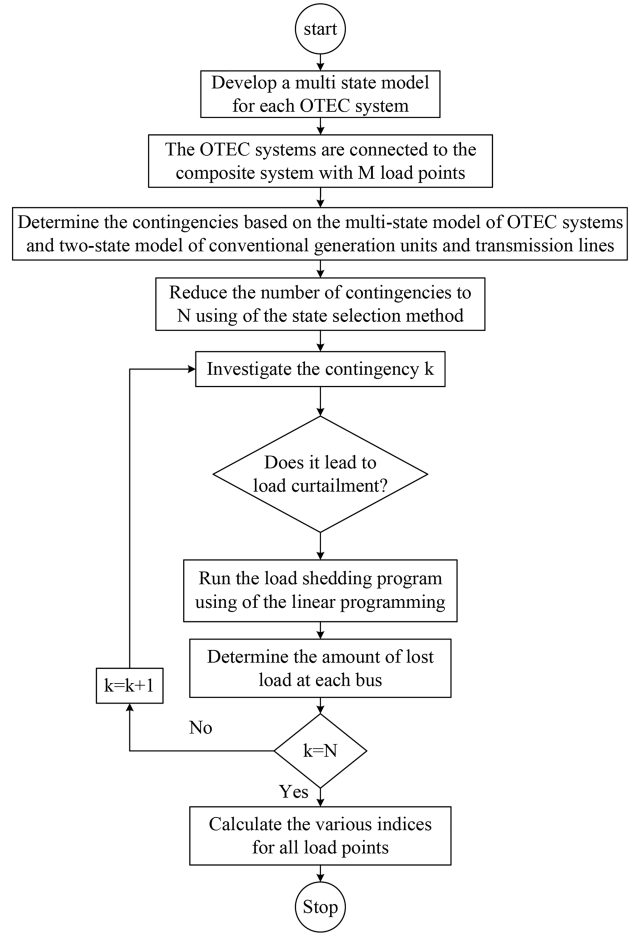 start
Develop a multi state model
for each OTEC system
The OTEC systems are connected to the
composite system with M load points
Determine the contingencies based on the multi-state model of OTEC systems
and two-state model of conventional generation units and transmission lines
Reduce the number of contingencies to
N using of the state selection method
Investigate the contingency k
Does it lead to
load curtailment?
Run the load shedding program
using of the linear programming
Determine the amount of lost
load at each bus
k=k+1
No
k=N
Yes
Calculate the various indices
for all load points
Stop